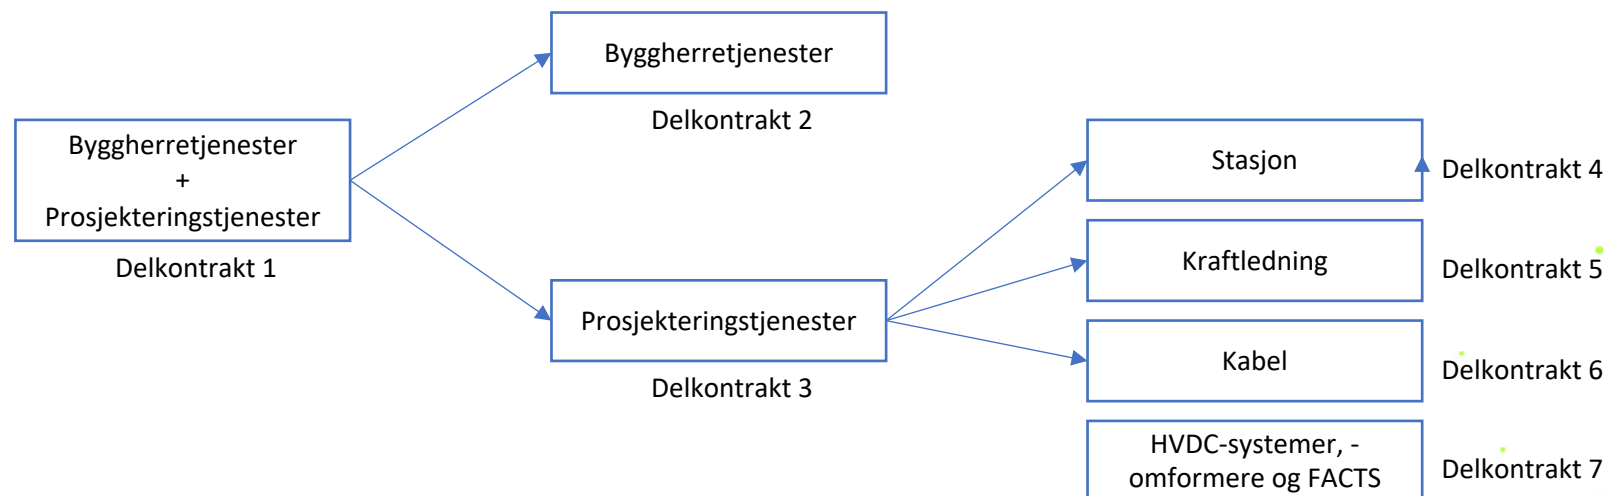 Byggherretjenester
+
Prosjekteringstjenester
Delkontrakt 1
Byggherretjenester
Delkontrakt 2
Prosjekteringstjenester
Delkontrakt 3
Stasjon
Delkontrakt 4
Kraftledning
Delkontrakt 5
Kabel
Delkontrakt 6
HVDC-systemer, -
omformere og FACTS
Delkontrakt 7